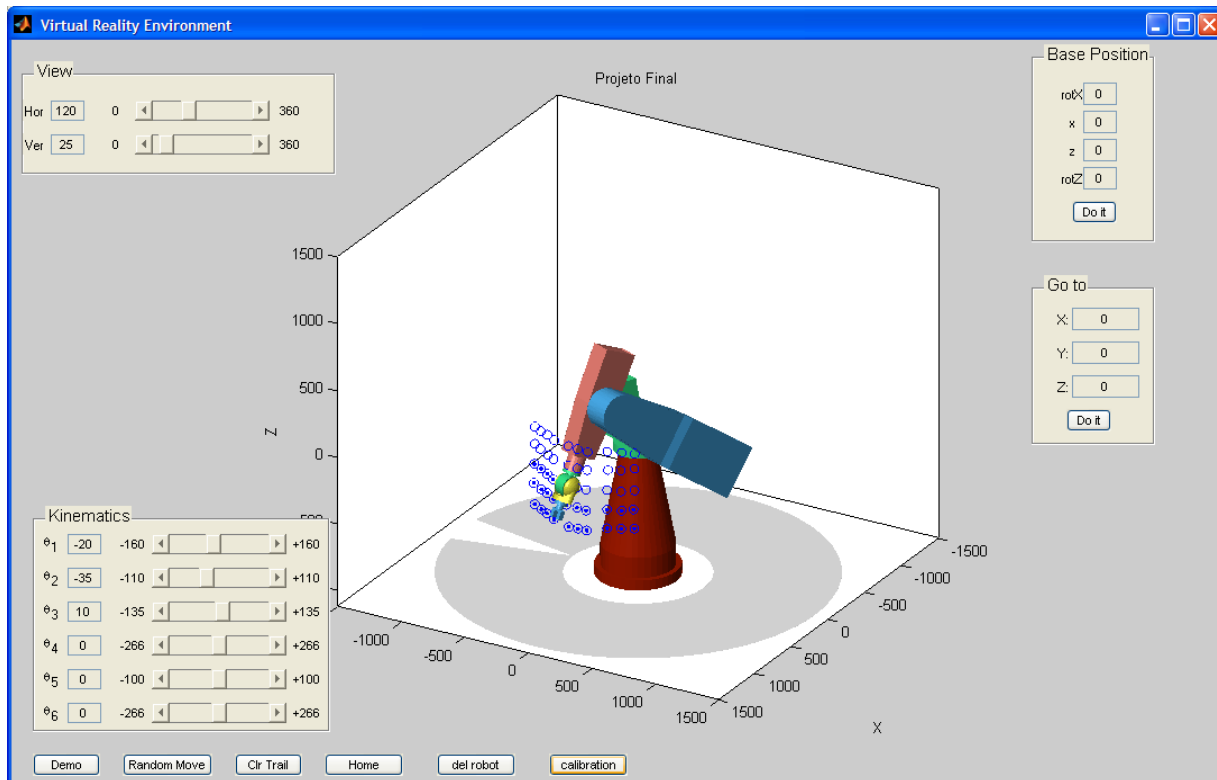 Virtual Reality Environment
View
Hor 120 0 360
Ver 25 0 360
Projeto Final
Base Position
rotX 0
x 0
z 0
rotZ 0
Do it
Go to
X: 0
Y: 0
Z: 0
Do it
1500
1000
500
0
-500
Z
-1000
-500
0
500
1000
1500
-1500
-1000
-500
0
500
1000
1500
X
Kinematics
θ1 -20 -160 +160
θ2 -35 -110 +110
θ3 10 -135 +135
θ4 0 -266 +266
θ5 0 -100 +100
θ6 0 -266 +266
Demo
Random Move
Clr Trail
Home
del robot
calibration